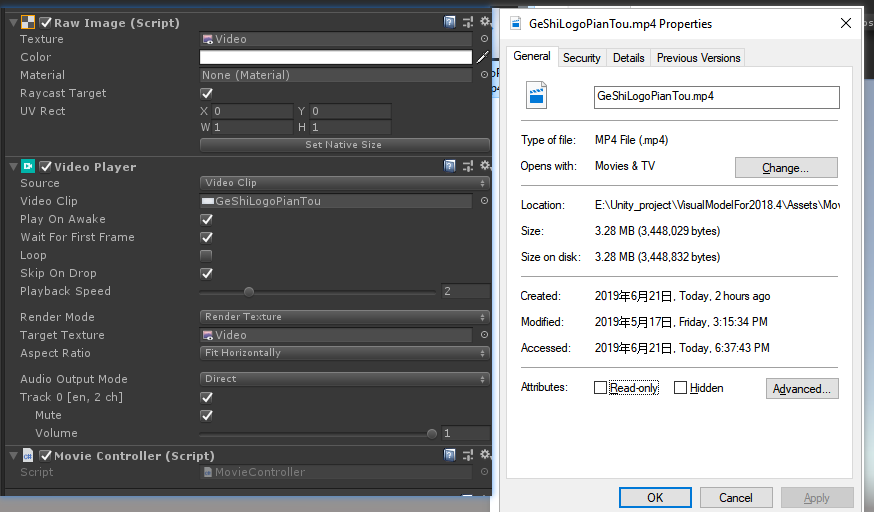 Raw Image (Script)
Texture Video
Color
Material None (Material)
Raycast Target
UV Rect X 0 Y 0
W 1 H 1
Set Native Size
Video Player
Source Video Clip
Video Clip GeShiLogoPianTou
Play On Awake
Wait For First Frame
Loop
Skip On Drop
Playback Speed 2
Render Mode Render Texture
Target Texture Video
Aspect Ratio Fit Horizontally
Audio Output Mode Direct
Track 0 [en, 2 ch]
Mute
Volume 1
Movie Controller (Script)
Script MovieController
GeShiLogoPianTou.mp4 Properties
General Security Details Previous Versions
GeShiLogoPianTou.mp4
Type of file: MP4 File (.mp4)
Opens with: Movies & TV Change...
Location: E:\Unity_project\VisualModelFor2018.4\Assets\Mov
Size: 3.28 MB (3,448,029 bytes)
Size on disk: 3.28 MB (3,448,832 bytes)
Created: 2019年6月21日, Today, 2 hours ago
Modified: 2019年5月17日, Friday, 3:15:34 PM
Accessed: 2019年6月21日, Today, 6:37:43 PM
Attributes: Read-only Hidden Advanced...
OK Cancel Apply